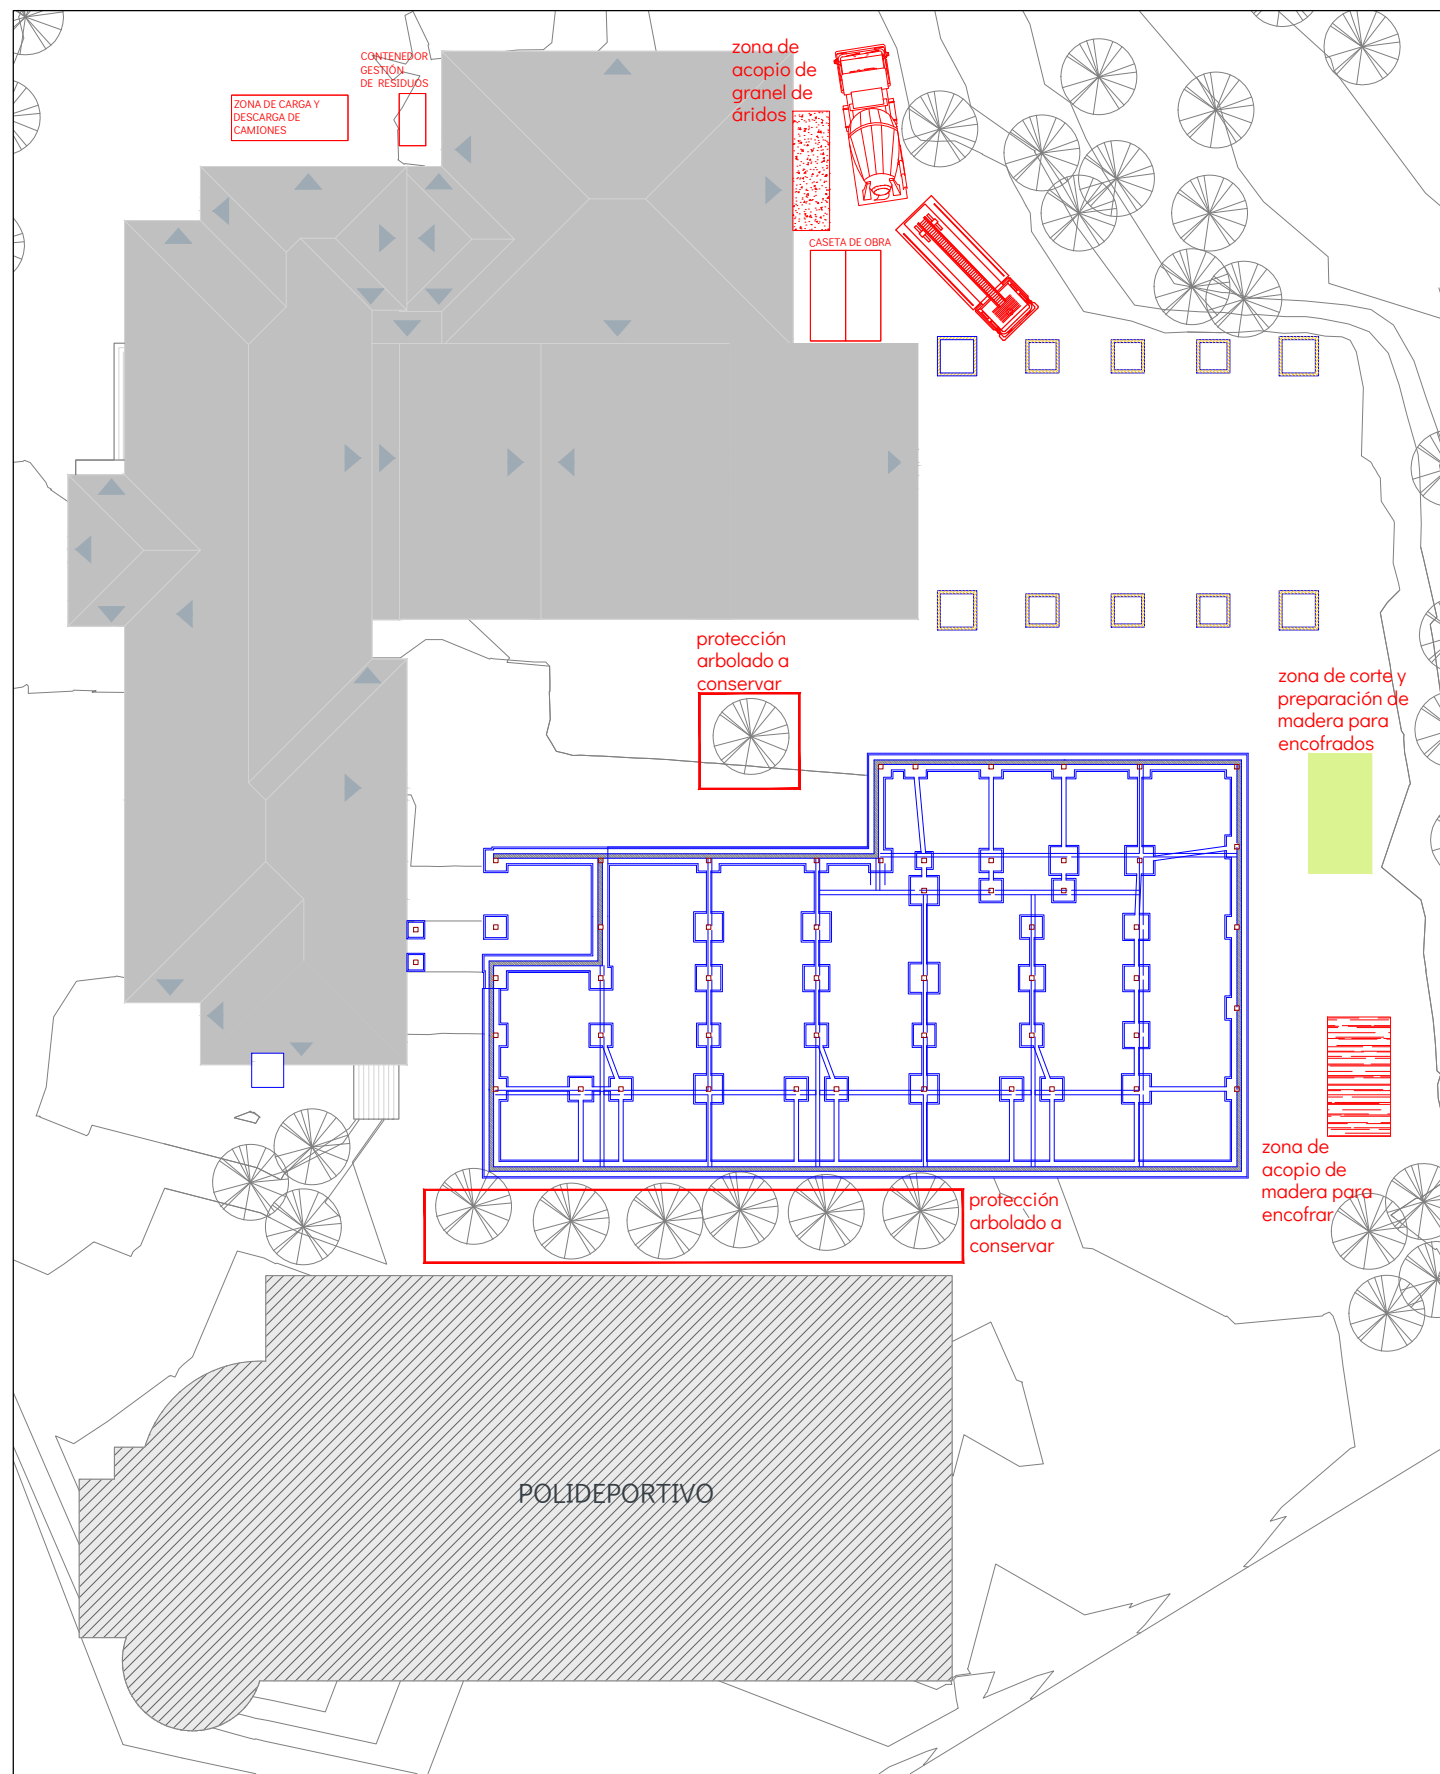 zona de
acopio de
granel de
áridos
CONTENEDOR
GESTIÓN
DE RESIDUOS
ZONA DE CARGA Y
DESCARGA DE
CAMIONES
CASETA DE OBRA
protección
arbolado a
conservar
zona de corte y
preparación de
madera para
encofrados
zona de
acopio de
madera para
encofrar
protección
arbolado a
conservar
POLIDEPORTIVO